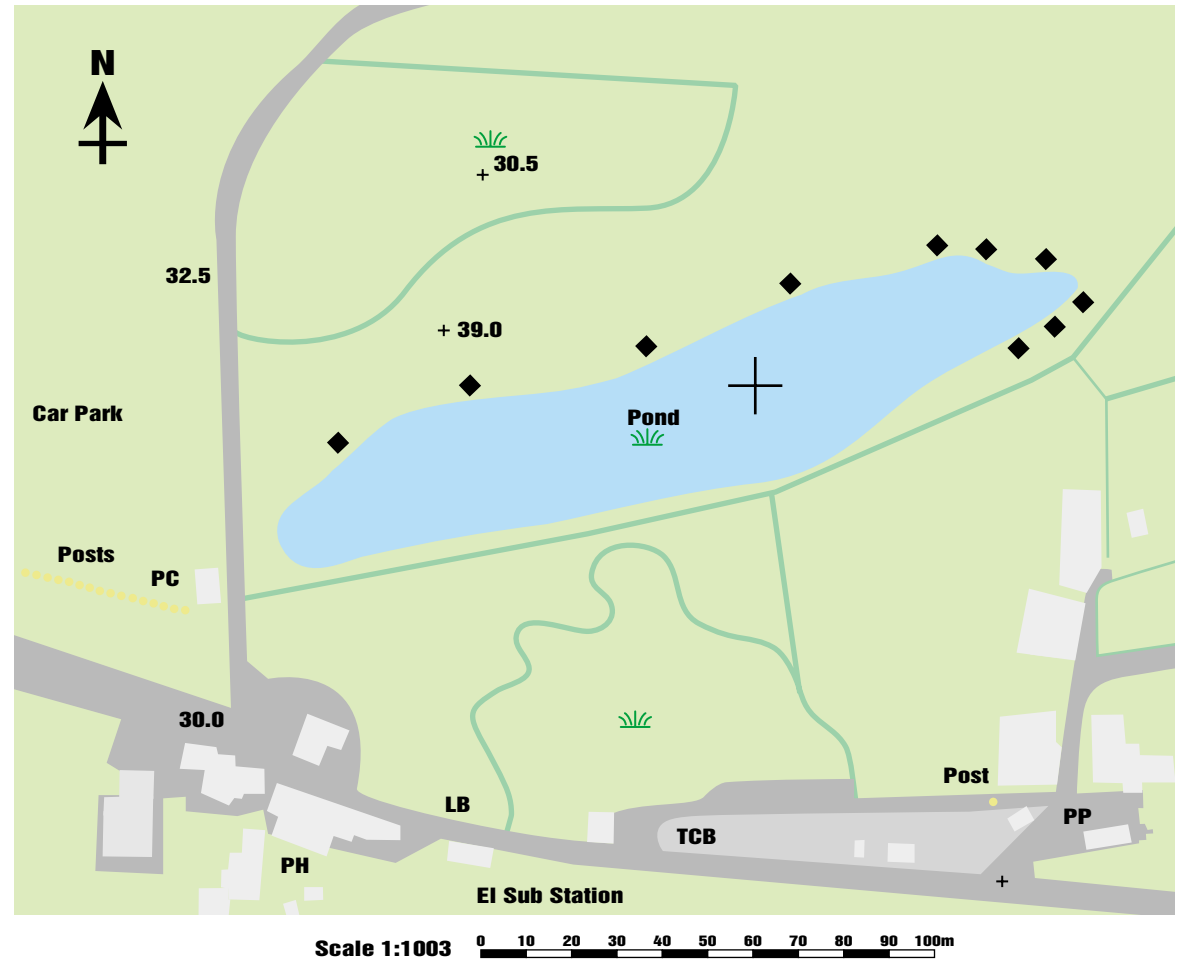 N
30.5
32.5
39.0
Car Park
Pond
Posts
PC
30.0
Post
LB
PP
TCB
PH
El Sub Station
Scale 1:1003
0 10 20 30 40 50 60 70 80 90 100m